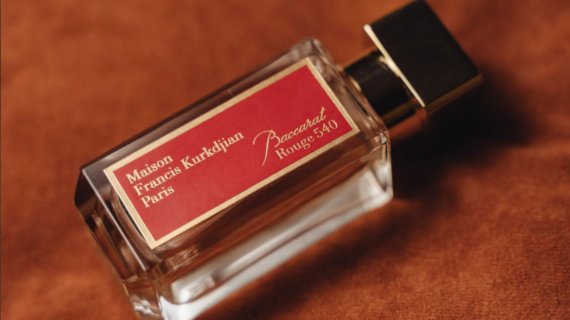 Maison
Francis Kurkdjian
Paris
Baccarat
Rouge 540